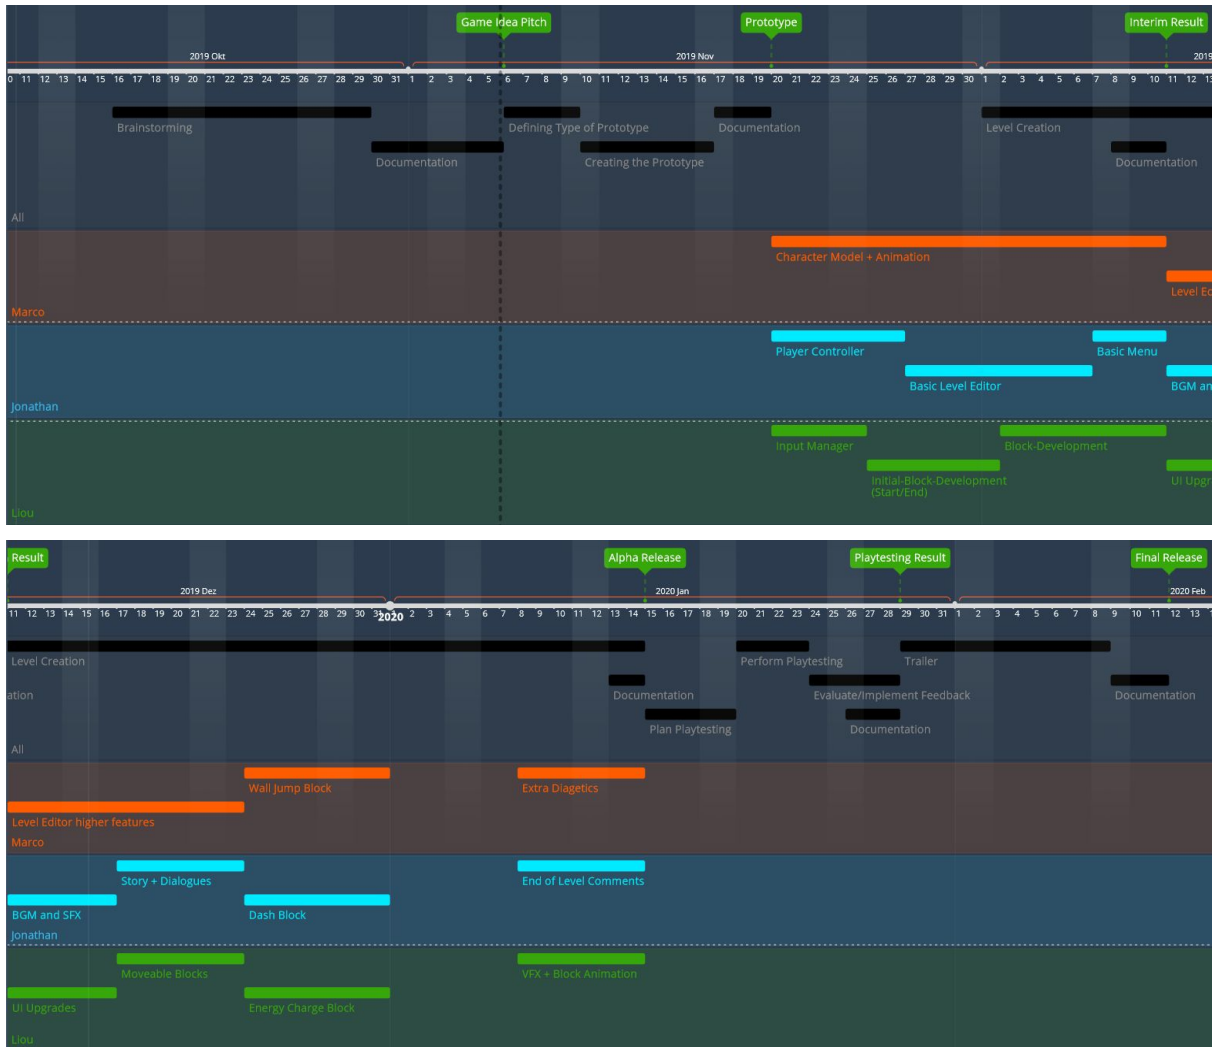 Game Idea Pitch Prototype Interim Result
2019 Okt 2019 Nov 2019
0 11 12 13 14 15 16 17 18 19 20 21 22 23 24 25 26 27 28 29 30 31 1 2 3 4 5 6 7 8 9 10 11 12 13 14 15 16 17 18 19 20 21 22 23 24 25 26 27 28 29 30 1 2 3 4 5 6 7 8 9 10 11 12 13
Brainstorming Defining Type of Prototype Documentation Level Creation
Documentation Creating the Prototype Documentation
All
Character Model + Animation
Level Ed
Marco
Player Controller Basic Menu
Basic Level Editor BGM an
Jonathan
Input Manager Block-Development
Initial-Block-Development UI Upgr
(Start/End)
Liou
Result Alpha Release Playtesting Result Final Release
2019 Dez 2020 Jan 2020 Feb
11 12 13 14 15 16 17 18 19 20 21 22 23 24 25 26 27 28 29 30 31 2020 2 3 4 5 6 7 8 9 10 11 12 13 14 15 16 17 18 19 20 21 22 23 24 25 26 27 28 29 30 31 1 2 3 4 5 6 7 8 9 10 11 12 13
Level Creation Perform Playtesting Trailer
ation Documentation Evaluate/Implement Feedback Documentation
Plan Playtesting Documentation
All
Wall Jump Block Extra Diagetics
Level Editor higher features
Marco
Story + Dialogues End of Level Comments
BGM and SFX Dash Block
Jonathan
Moveable Blocks VFX + Block Animation
UI Upgrades Energy Charge Block
Liou